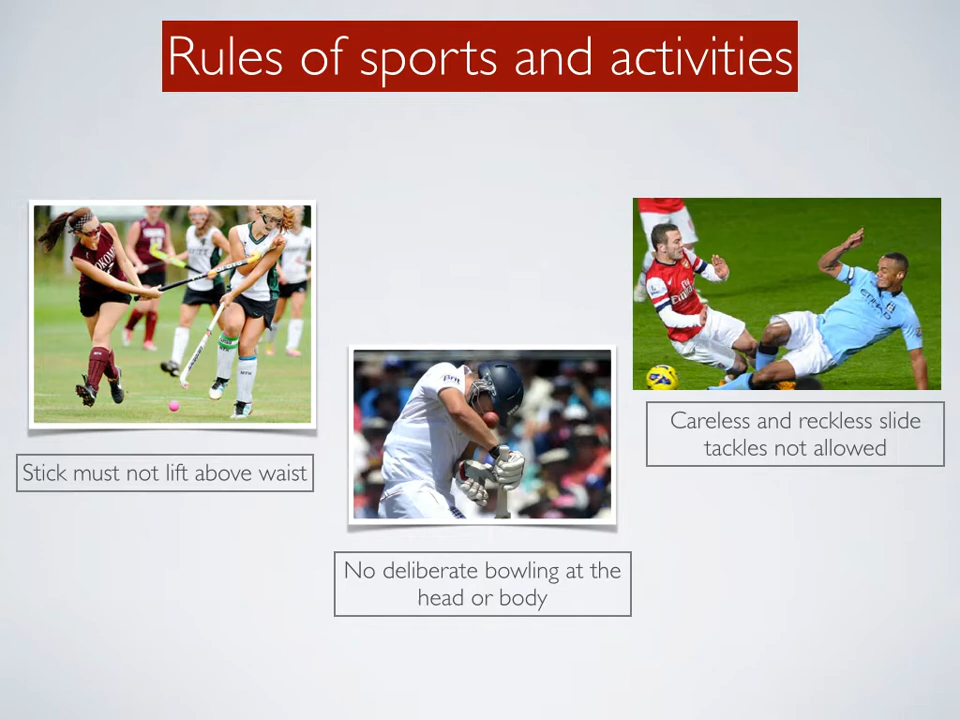 Rules of sports and activities
Stick must not lift above waist
No deliberate bowling at the
head or body
Careless and reckless slide
tackles not allowed